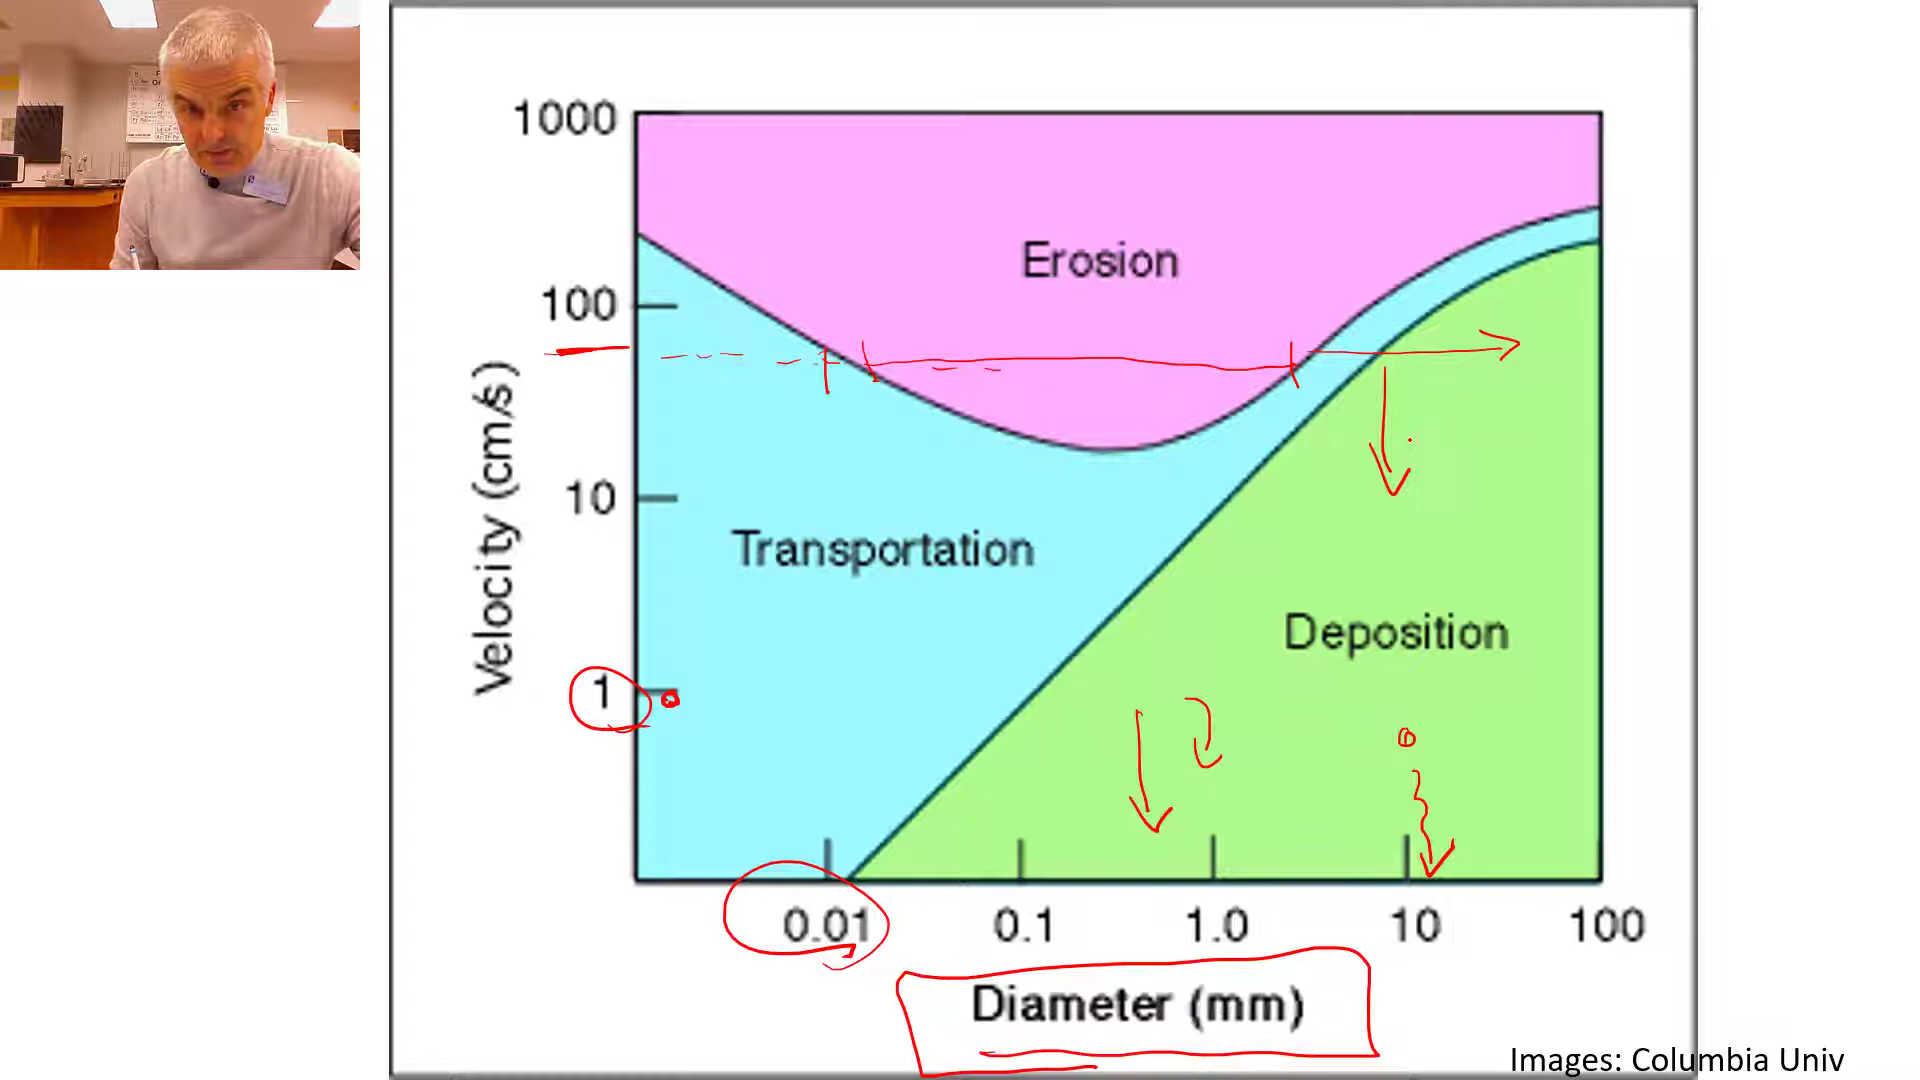 1000
Erosion
100
10
Velocity (cm/s)
Transportation
Deposition
1
0.01 0.1 1.0 10 100
Diameter (mm)
Images: Columbia Univ